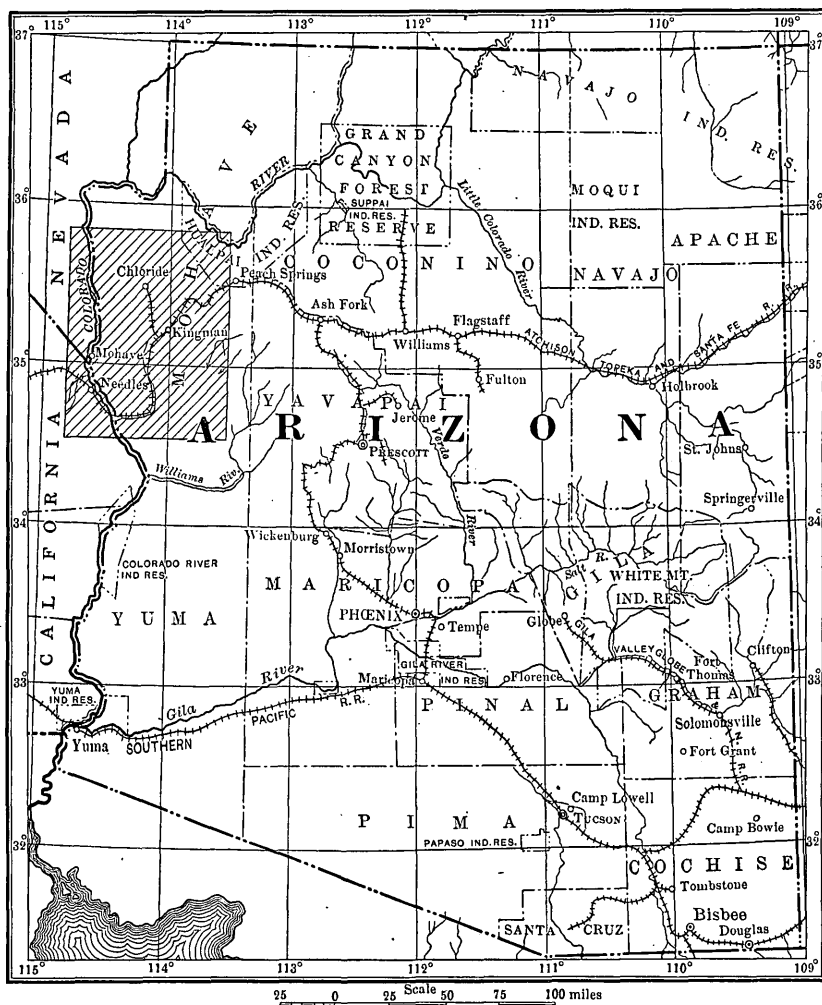 115° 114° 113° 112° 111° 110° 109°
37° 37°
NEVADA
NAVAJO
IND. RES.
GRAND
CANYON
FOREST
RESERVE
RIVER
MOHAVE
SUPPAI
IND. RES.
HUALPAI IND. RES.
36° 36°
Little Colorado River
MOQUI
IND. RES.
APACHE
COCONINO
NAVAJO
COLORADO
Chloride
Peach Springs
Kingman
Ash Fork
Williams
Flagstaff
ATCHISON TOPEKA AND SANTA FE R. R.
35° 35°
Mohave
Needles
Fulton
Holbrook
YAVAPAI
Jerome
Verde River
ARIZONA
PRESCOTT
St. Johns
Williams Riv.
Springerville
CALIFORNIA
34° 34°
Wickenburg
Morristown
COLORADO RIVER
IND RES.
Salt R.
GILA
WHITE MT.
IND. RES.
MARICOPA
YUMA
PHŒNIX
Tempe
Globe
GILA VALLEY GLOBE AND N. R.R.
Fort
Thomas
Clifton
GILA RIVER
IND RES.
33° 33°
Maricopa
Florence
Gila River
YUMA
IND RES.
PINAL
GRAHAM
Solomonsville
Yuma
SOUTHERN PACIFIC R. R.
Fort Grant
Camp Lowell
TUCSON
Camp Bowie
PIMA
PAPASO IND. RES.
39° 39°
COCHISE
Tombstone
SANTA CRUZ
Bisbee
Douglas
115° 114° 113° 112° 111° 110° 109°
Scale
25 0 25 50 75 100 miles